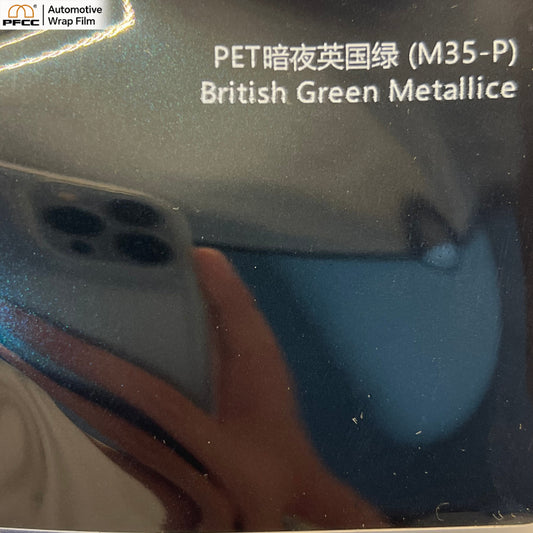 PFCC
Automotive
Wrap Film
PET暗夜英国绿 (M35-P)
British Green Metallice